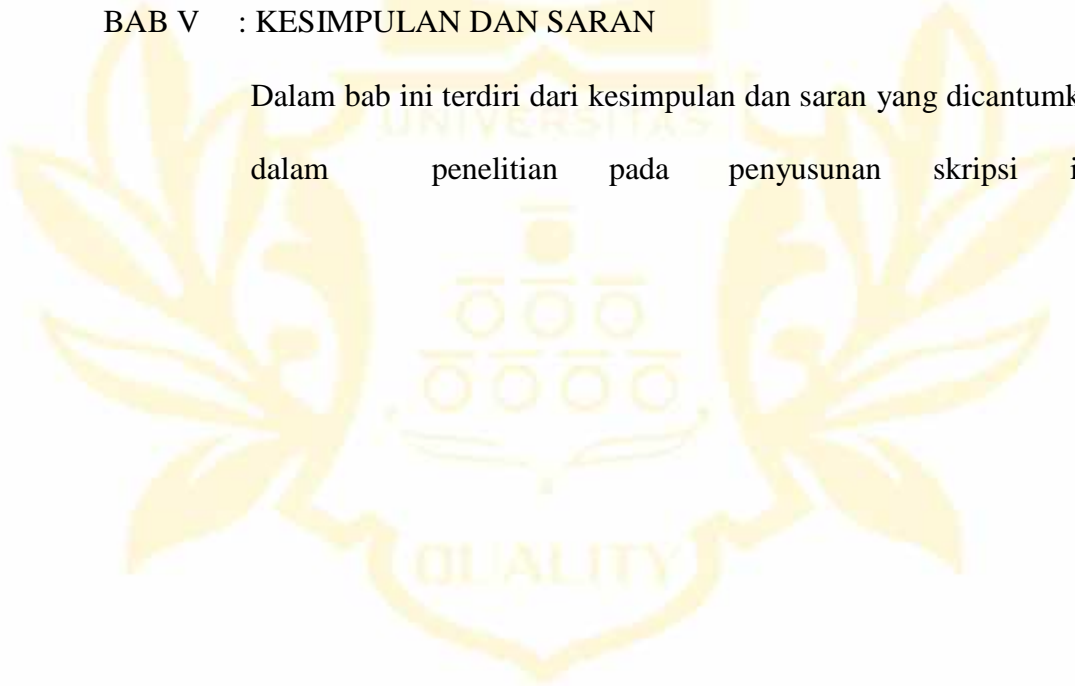 BAB V : KESIMPULAN DAN SARAN
Dalam bab ini terdiri dari kesimpulan dan saran yang dicantumk
UNIVERSITAS
dalam penelitian pada penyusunan skripsi i
QUALITY